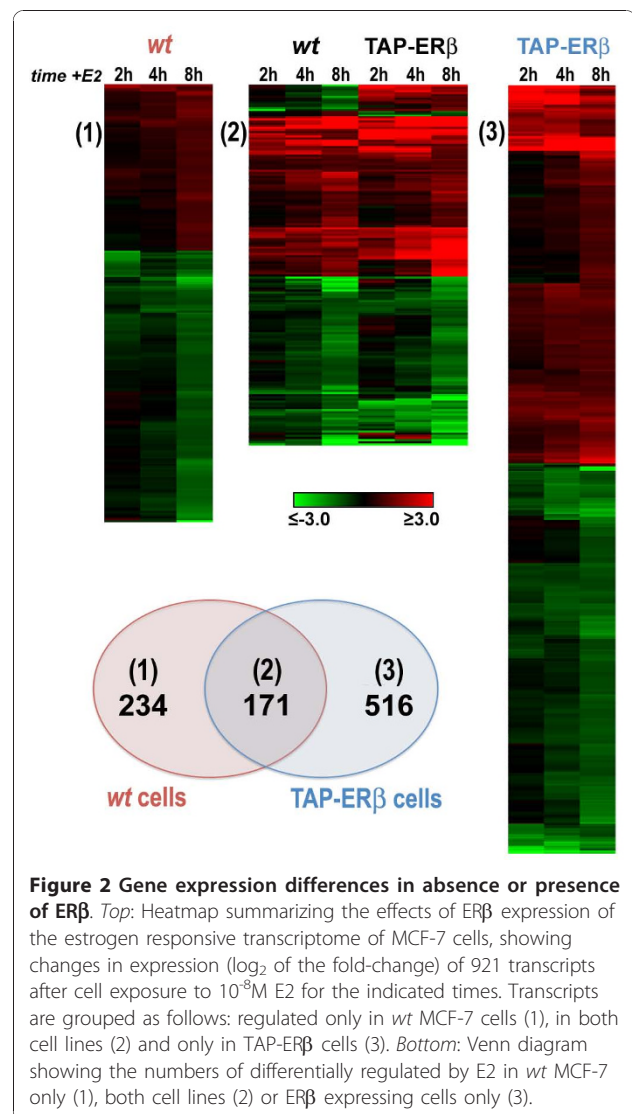 wt
wt TAP-ERβ
TAP-ERβ
time +E2 2h 4h 8h
2h 4h 8h 2h 4h 8h
2h 4h 8h
(1)
(2)
(3)
≤-3.0 ≥3.0
(1) (2) (3)
234 171 516
wt cells TAP-ERβ cells
Figure 2 Gene expression differences in absence or presence
of ERβ. Top: Heatmap summarizing the effects of ERβ expression of
the estrogen responsive transcriptome of MCF-7 cells, showing
changes in expression (log₂ of the fold-change) of 921 transcripts
after cell exposure to 10⁻⁸M E2 for the indicated times. Transcripts
are grouped as follows: regulated only in wt MCF-7 cells (1), in both
cell lines (2) and only in TAP-ERβ cells (3). Bottom: Venn diagram
showing the numbers of differentially regulated by E2 in wt MCF-7
only (1), both cell lines (2) or ERβ expressing cells only (3).